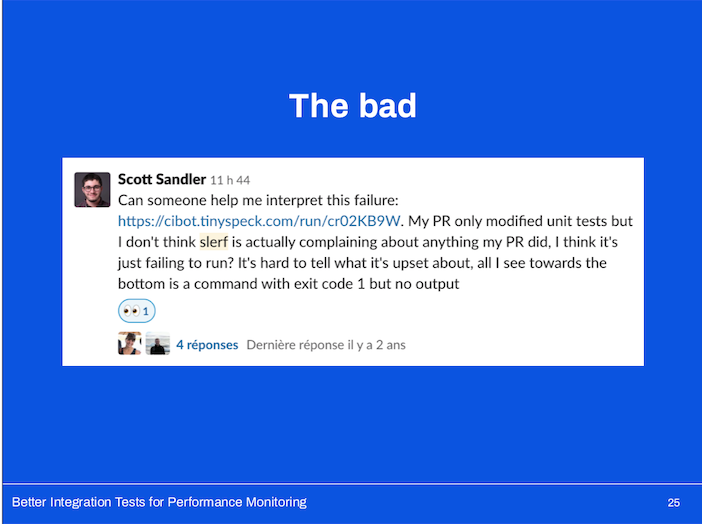 The bad
Scott Sandler 11 h 44
Can someone help me interpret this failure:
https://cibot.tinyspeck.com/run/cr02KB9W. My PR only modified unit tests but
I don't think slerf is actually complaining about anything my PR did, I think it's
just failing to run? It's hard to tell what it's upset about, all I see towards the
bottom is a command with exit code 1 but no output
👀 1
4 réponses Dernière réponse il y a 2 ans
Better Integration Tests for Performance Monitoring
25